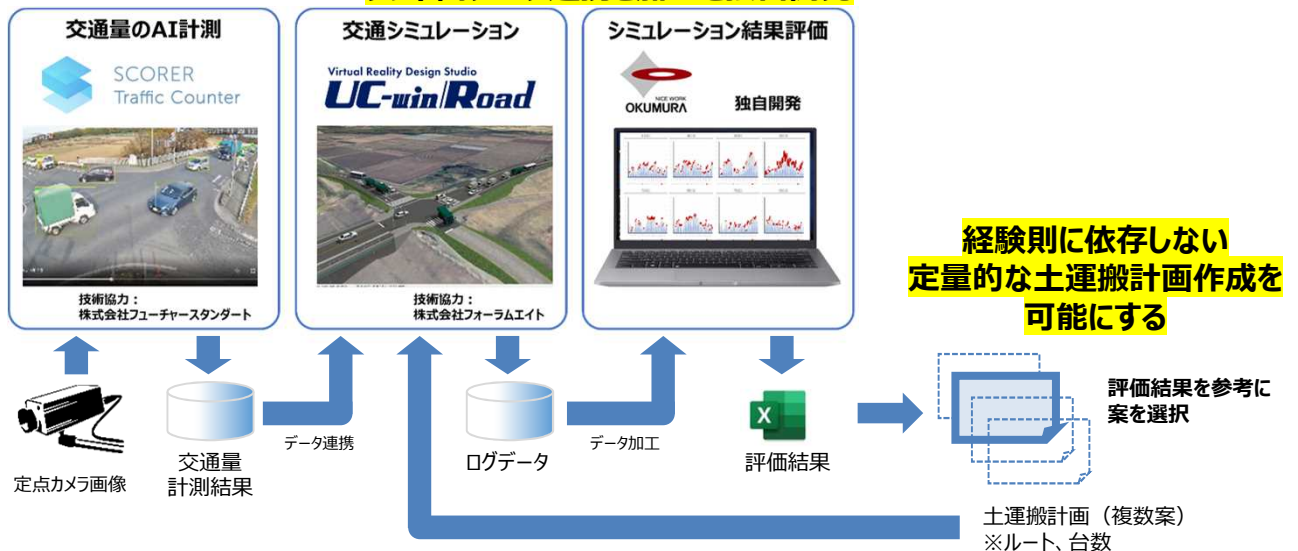 交通量のAI計測
SCORER
Traffic Counter
技術協力：
株式会社フューチャースタンダート
交通シミュレーション
Virtual Reality Design Studio
UC-win/Road
技術協力：
株式会社フォーラムエイト
シミュレーション結果評価
NICE WORK
OKUMURA
独自開発
経験則に依存しない
定量的な土運搬計画作成を
可能にする
定点カメラ画像
交通量
計測結果
データ連携
ログデータ
データ加工
X
評価結果
評価結果を参考に
案を選択
土運搬計画（複数案）
※ルート、台数